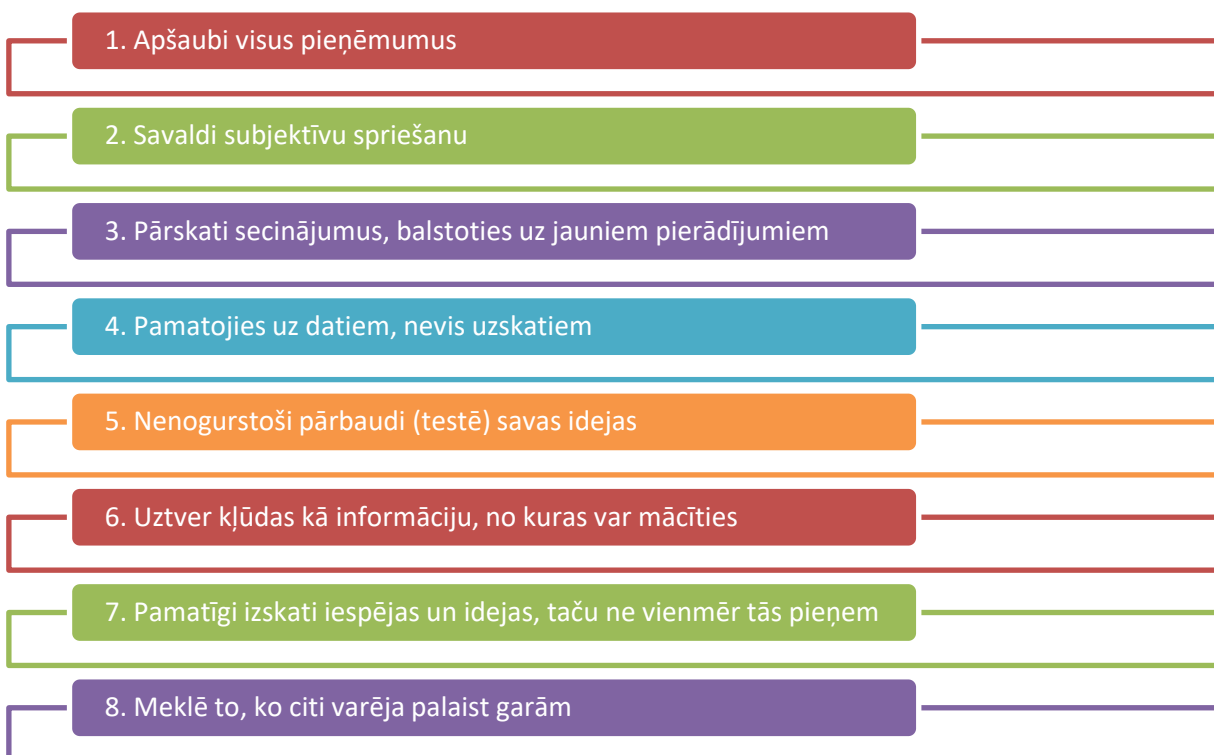 1. Apšaubi visus pieņēmumus
2. Savaldi subjektīvu spriešanu
3. Pārskati secinājumus, balstoties uz jauniem pierādījumiem
4. Pamatojies uz datiem, nevis uzskatiem
5. Nenogurstoši pārbaudi (testē) savas idejas
6. Uztver kļūdas kā informāciju, no kuras var mācīties
7. Pamatīgi izskati iespējas un idejas, taču ne vienmēr tās pieņem
8. Meklē to, ko citi varēja palaist garām